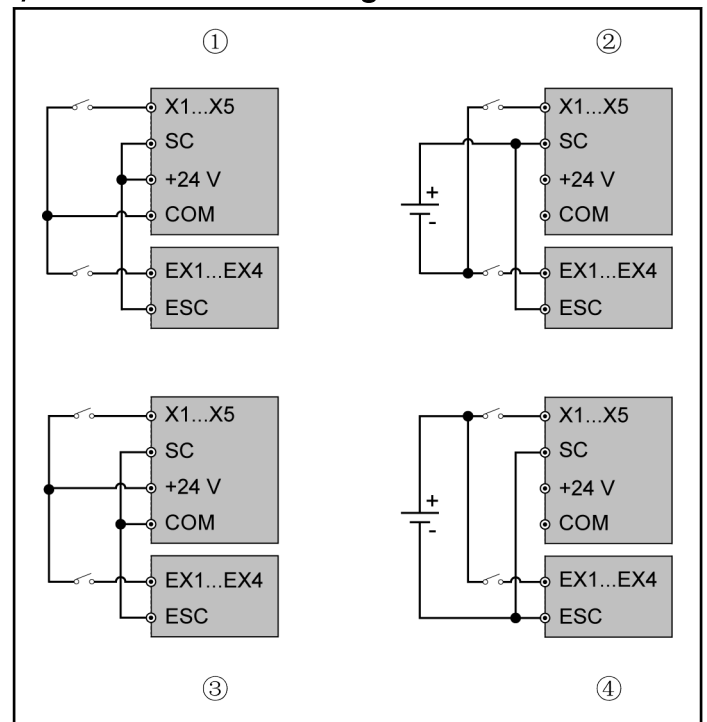 ① ②
X1...X5
SC
+24 V
COM
EX1...EX4
ESC
X1...X5
SC
+24 V
COM
EX1...EX4
ESC
+
-
X1...X5
SC
+24 V
COM
EX1...EX4
ESC
X1...X5
SC
+24 V
COM
EX1...EX4
ESC
+
-
③ ④